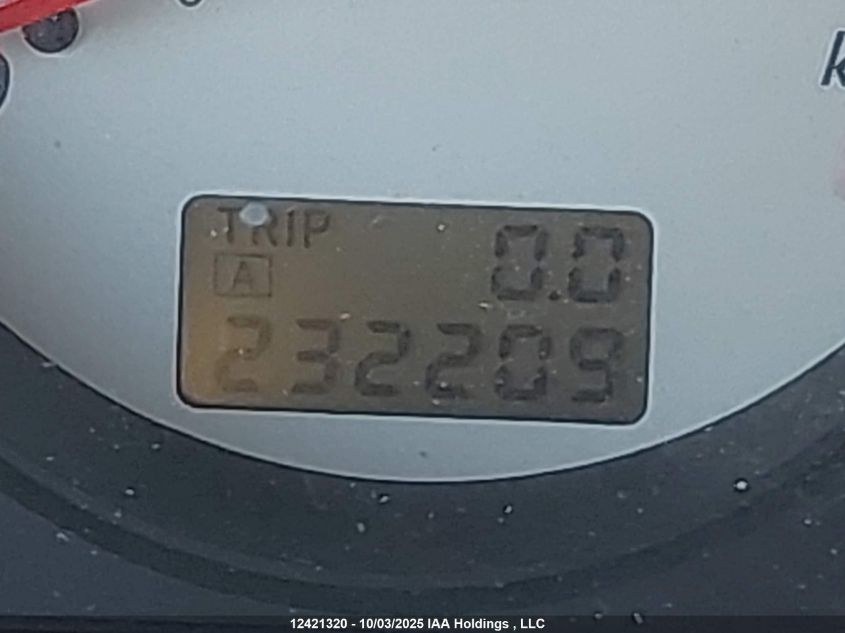 k
TRIP 0.0
A
232209
12421320 - 10/03/2025 IAA Holdings , LLC